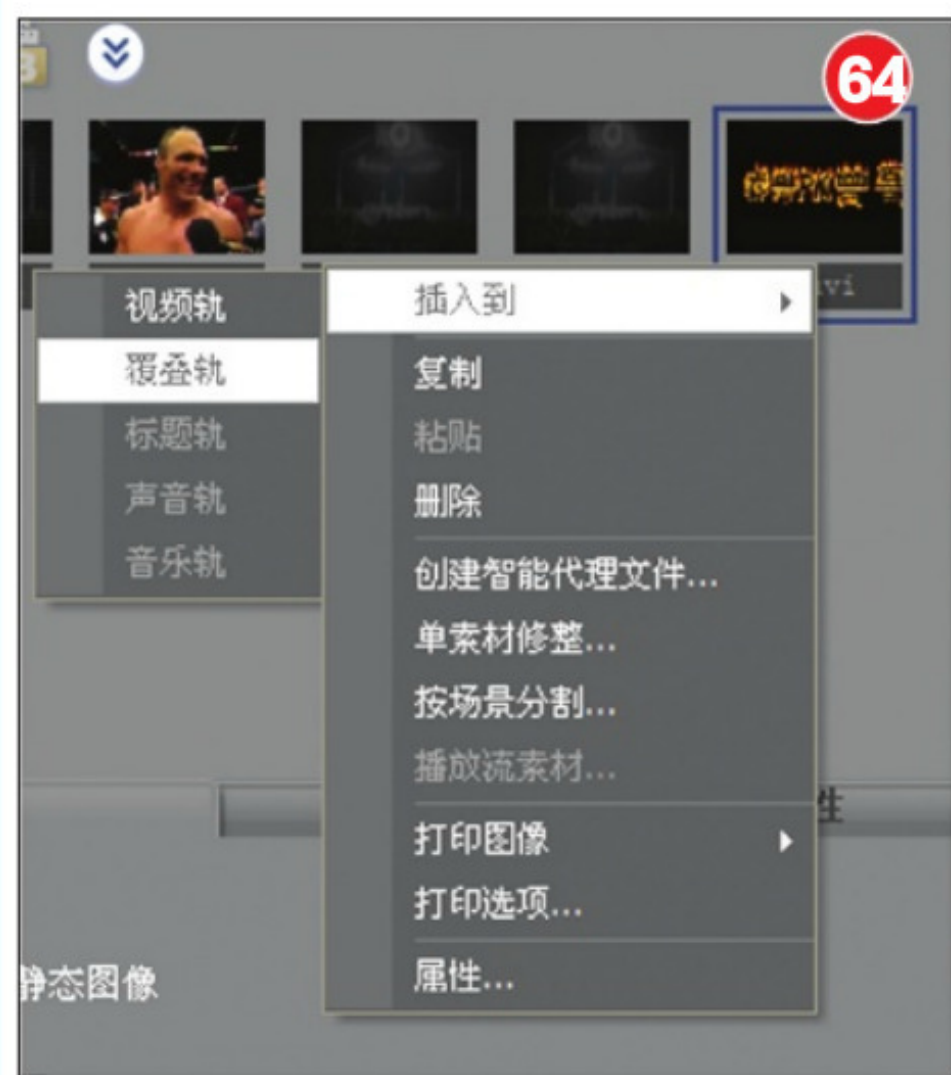 64
视频轨
覆叠轨
标题轨
声音轨
音乐轨
插入到
复制
粘贴
删除
创建智能代理文件...
单素材修整...
按场景分割...
播放流素材...
打印图像
打印选项...
属性...
性
静态图像